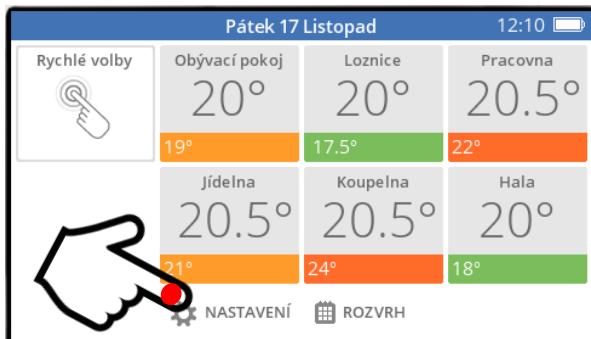 Pátek 17 Listopad 12:10
Rychlé volby
Obývací pokoj
20°
19°
Loznice
20°
17.5°
Pracovna
20.5°
22°
Jídelna
20.5°
21°
Koupelna
20.5°
24°
Hala
20°
18°
NASTAVENÍ
ROZVRH